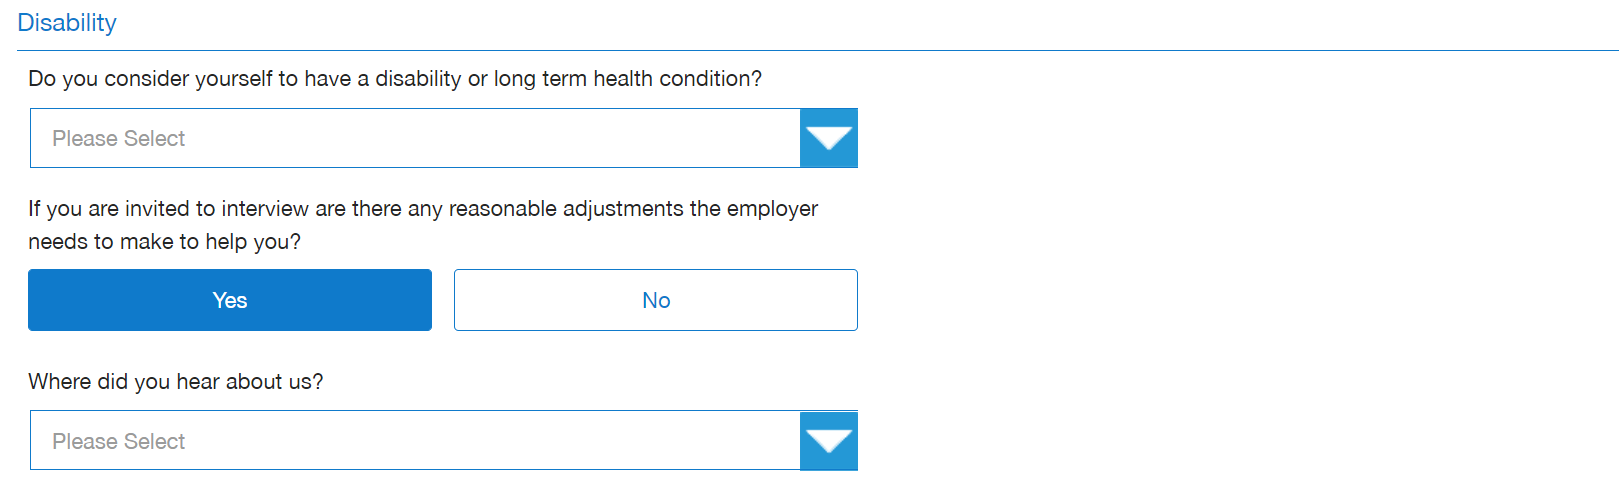 Disability
Do you consider yourself to have a disability or long term health condition?
Please Select
If you are invited to interview are there any reasonable adjustments the employer
needs to make to help you?
Yes
No
Where did you hear about us?
Please Select